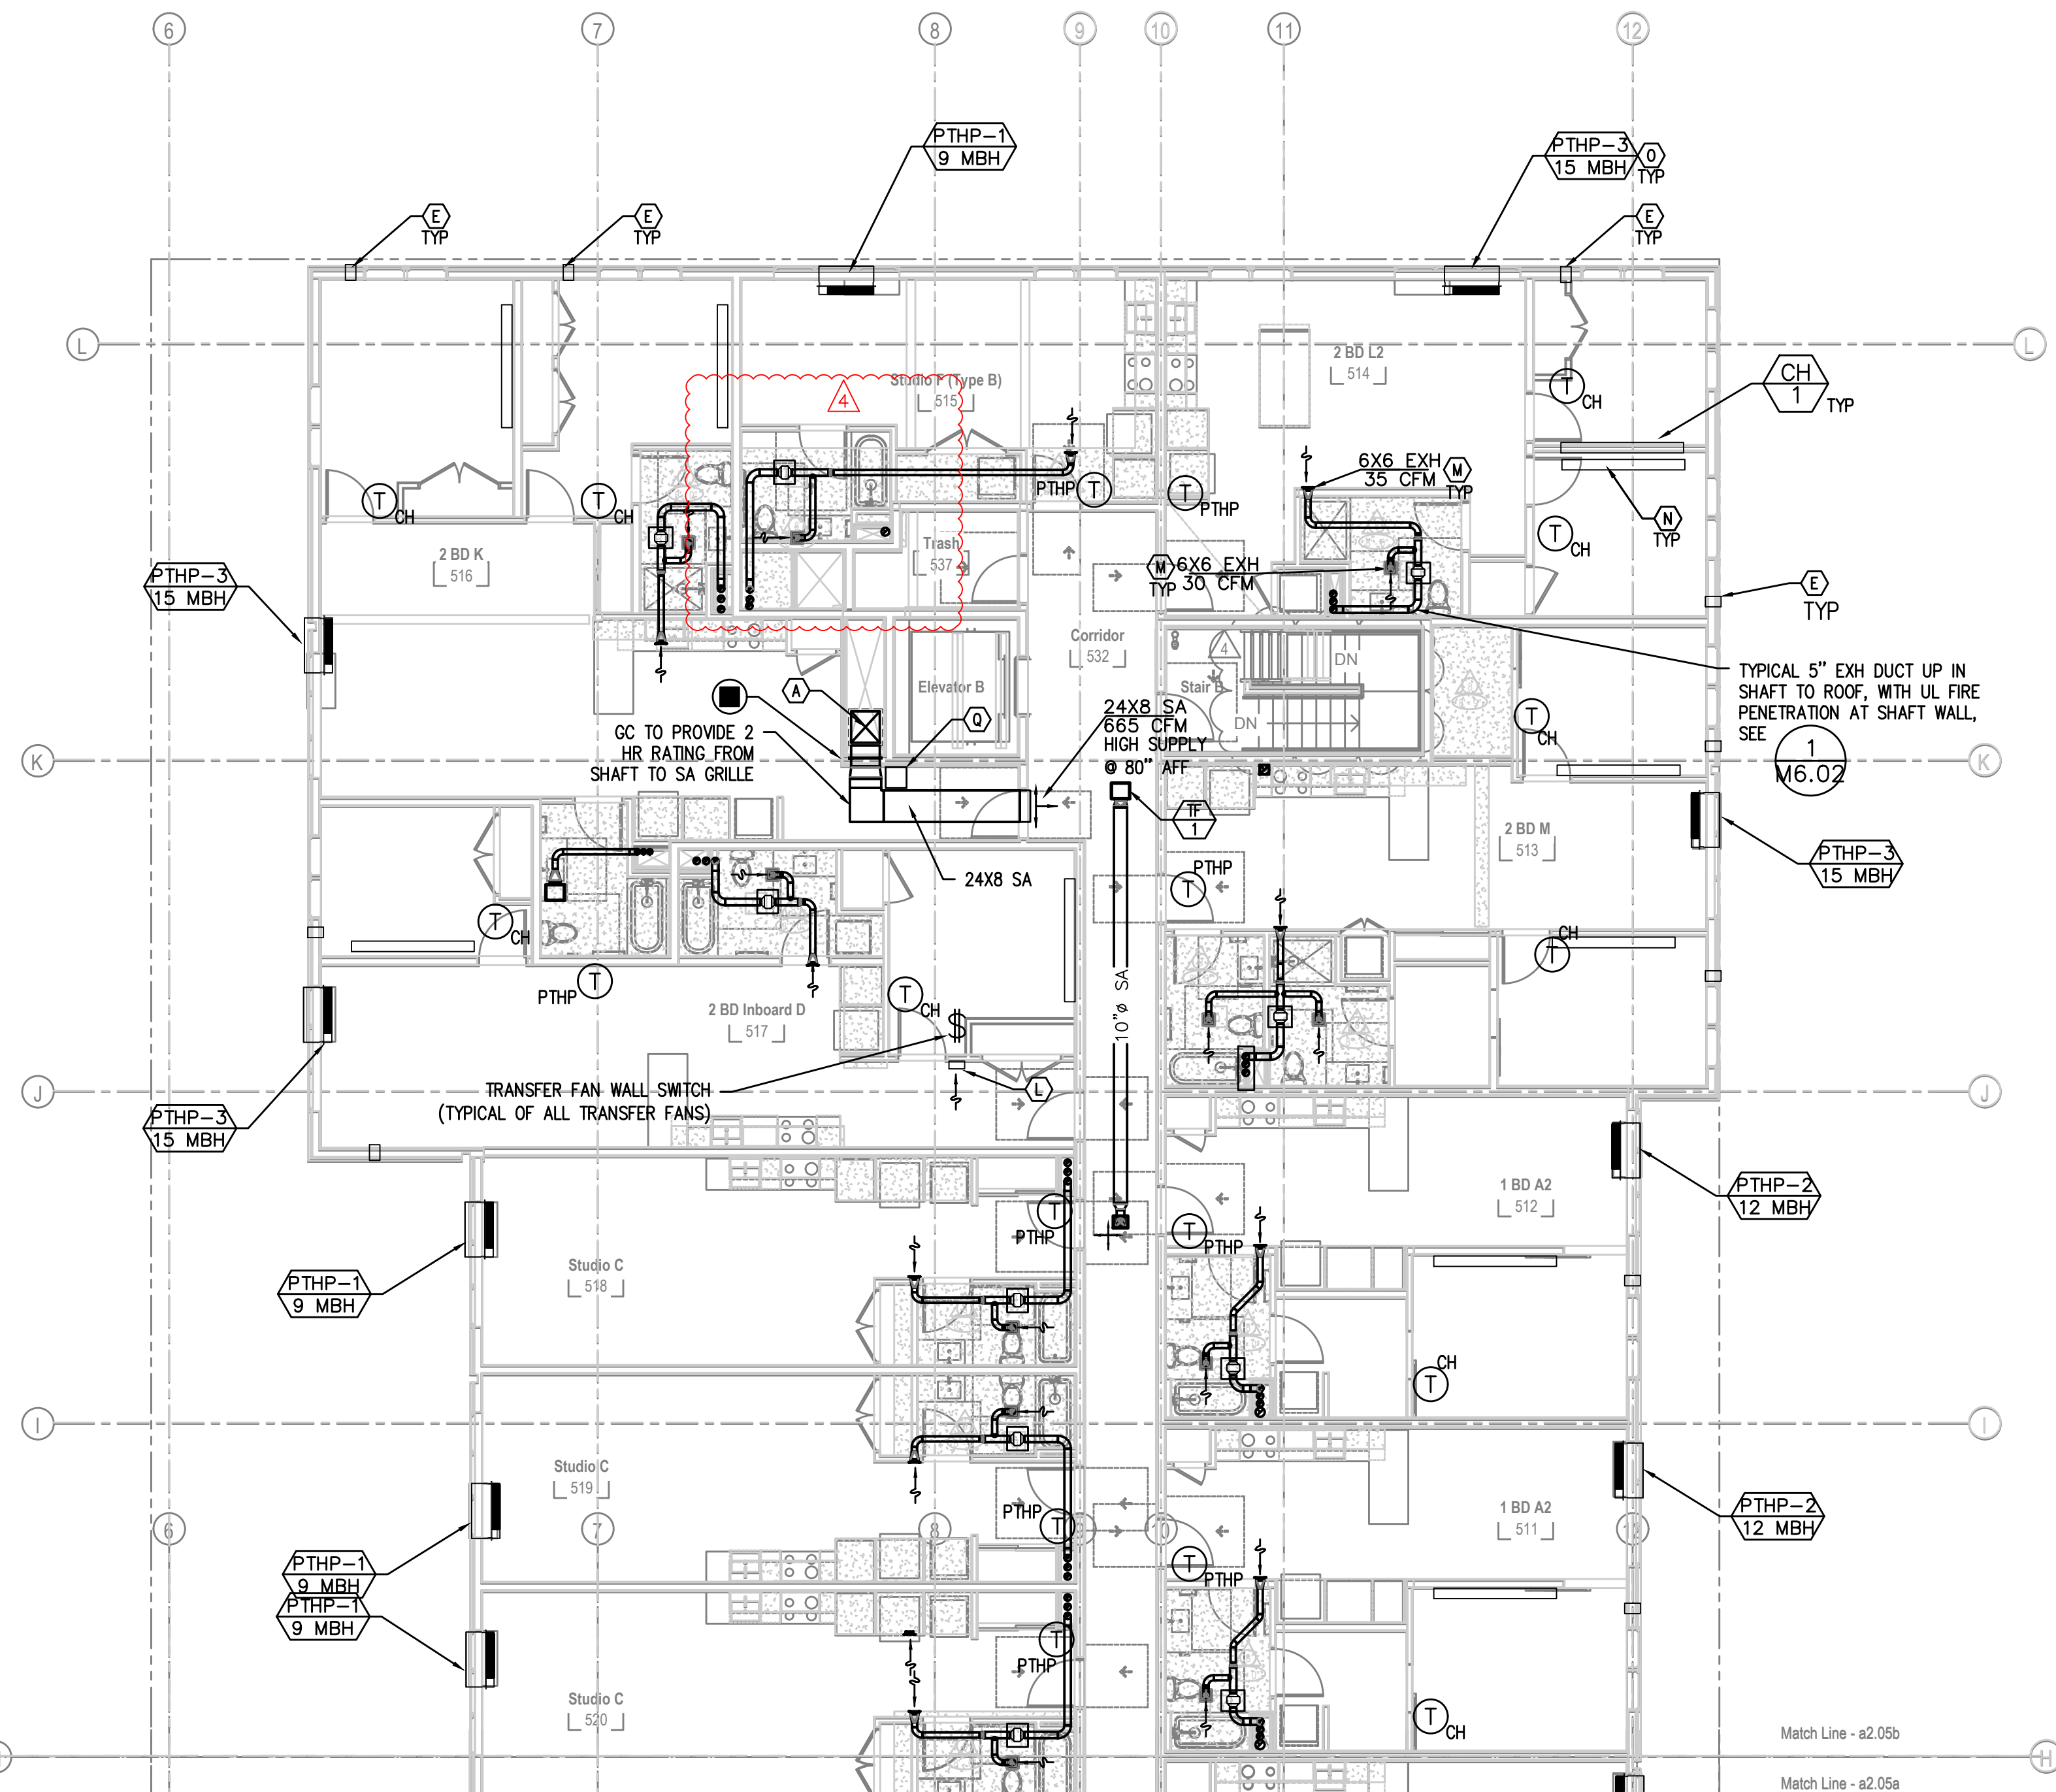 6
7
8
9
10
11
12
PTHP-1
9 MBH
PTHP-3
15 MBH
O
TYP
E
TYP
E
TYP
E
TYP
L
L
2 BD L2
514
CH
1
TYP
Studio F (Type B)
515
4
T
CH
T
CH
T
CH
PTHP
T
T
PTHP
6X6 EXH
35 CFM
M
TYP
N
TYP
T
CH
2 BD K
516
Trash
537
M
TYP
6X6 EXH
30 CFM
PTHP-3
15 MBH
E
TYP
Corridor
532
4
DN
Stair B
DN
Elevator B
A
Q
24X8 SA
665 CFM
HIGH SUPPLY
@ 80" AFF
GC TO PROVIDE 2
HR RATING FROM
SHAFT TO SA GRILLE
TYPICAL 5" EXH DUCT UP IN
SHAFT TO ROOF, WITH UL FIRE
PENETRATION AT SHAFT WALL,
SEE
1
M6.02
T
CH
K
K
TF
1
2 BD M
513
PTHP-3
15 MBH
24X8 SA
PTHP
T
T
CH
CH
T
PTHP
T
2 BD Inboard D
517
T
CH
10"ø SA
TRANSFER FAN WALL SWITCH
(TYPICAL OF ALL TRANSFER FANS)
L
J
J
PTHP-3
15 MBH
1 BD A2
512
PTHP-2
12 MBH
T
PTHP
T
PTHP
Studio C
518
PTHP-1
9 MBH
CH
T
I
I
Studio C
519
PTHP
T
1 BD A2
511
PTHP-2
12 MBH
6
7
8
9
10
12
T
PTHP
PTHP-1
9 MBH
PTHP-1
9 MBH
T
PTHP
Studio C
520
T
CH
Match Line - a2.05b
H
Match Line - a2.05a